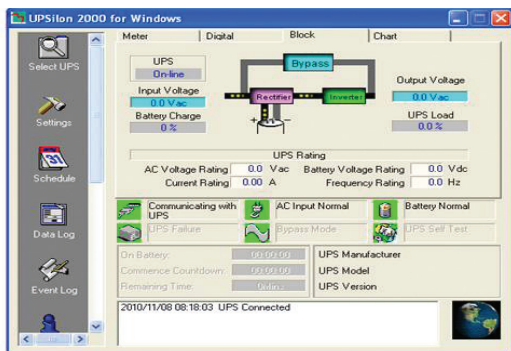 UPSilon 2000 for Windows
Meter Digital Block Chart
Select UPS
Settings
Schedule
31
Data Log
Event Log
UPS
On-line
Input Voltage
0.0 Vac
Battery Charge
0 %
Bypass
Rectifier
Inverter
Output Voltage
0.0 Vac
UPS Load
0.0 %
UPS Rating
AC Voltage Rating 0.0 Vac Battery Voltage Rating 0.0 Vdc
Current Rating 0.00 A Frequency Rating 0.0 Hz
Communicating with UPS
AC Input Normal
Battery Normal
UPS Failure
Bypass Mode
UPS Self Test
On Battery: 00:00:00
Commence Countdown: 00:00:00
Remaining Time: Online
UPS Manufacturer
UPS Model
UPS Version
2010/11/08 08:18:03 UPS Connected